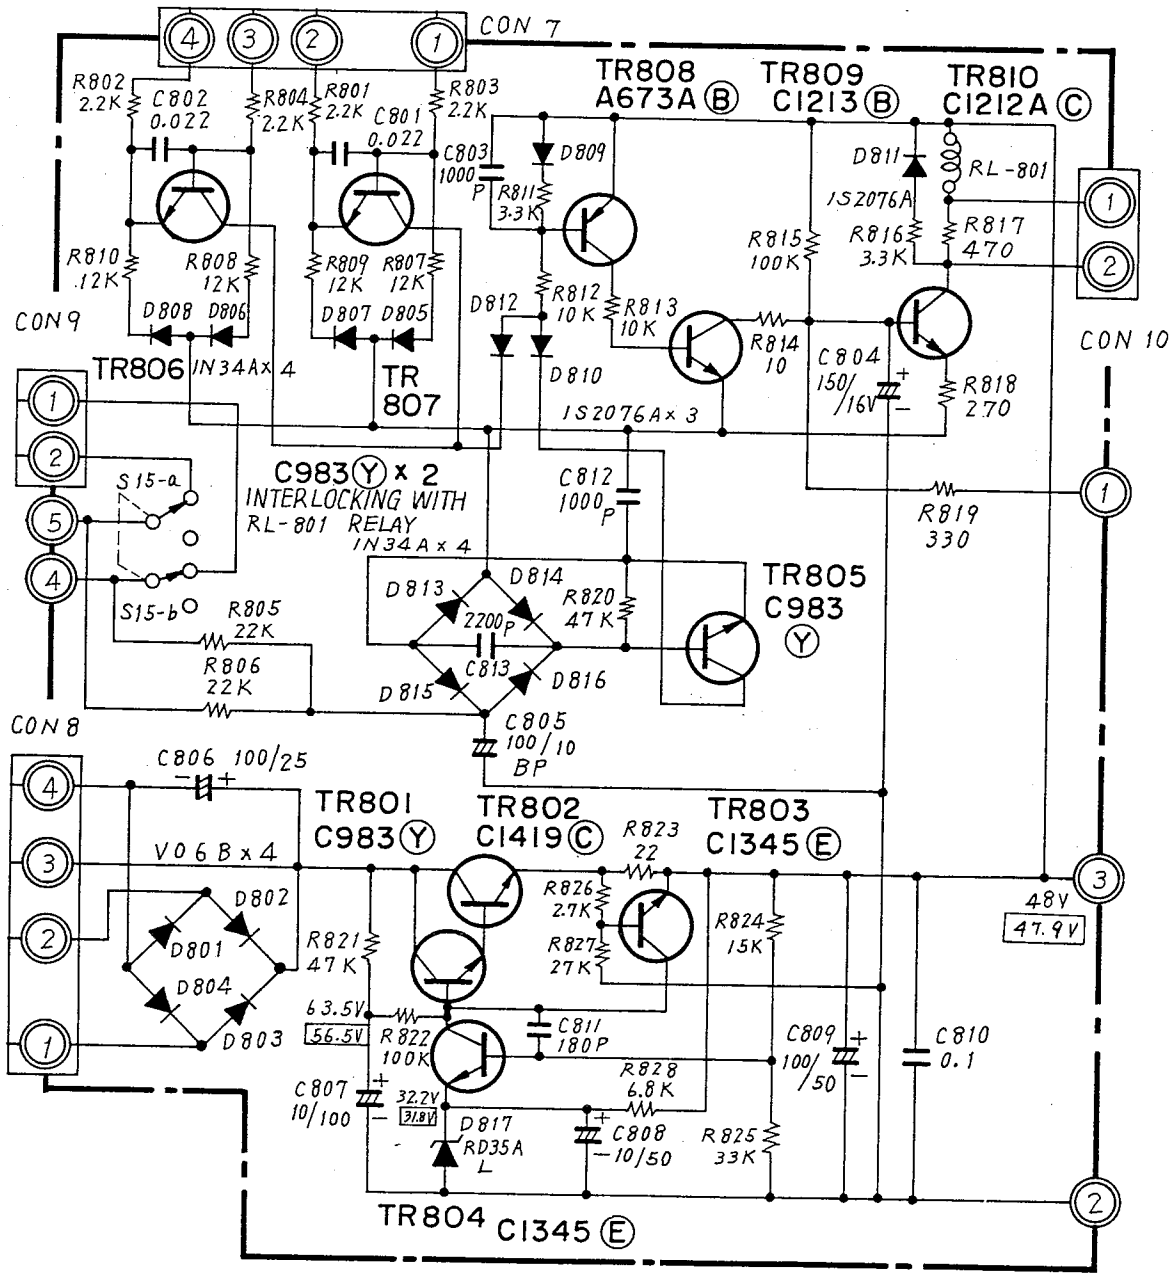 CON 7
4
3
2
1
R802
2.2K
C802
0.022
R804
2.2K
R801
2.2K
C801
0.022
R803
2.2K
TR808
A673A B
TR809
C1213 B
TR810
C1212A C
C803
1000
P
D809
R811
3.3K
D811
1S2076A
RL-801
1
2
R815
100K
R816
3.3K
R817
470
R810
12K
R808
12K
R809
12K
R807
12K
D812
R812
10K
R813
10K
R814
10
C804
150/16V
+
-
R818
270
CON 10
CON9
D808
D806
D807
D805
TR806
1N34A x 4
TR
807
D810
1S2076A x 3
1
2
5
4
S15-a
S15-b
C983 Y x 2
INTERLOCKING WITH
RL-801 RELAY
1N34A x 4
C812
1000
P
R819
330
1
D813
D814
2200P
C813
D815
D816
R820
47K
TR805
C983
Y
R805
22K
R806
22K
C805
100/10
BP
CON8
4
3
2
1
C806 100/25
-
+
V06B x 4
TR801
C983 Y
TR802
C1419 C
TR803
C1345 E
R823
22
D802
D801
D804
D803
R821
47K
R826
2.7K
R827
27K
R824
15K
3
48V
47.9V
63.5V
56.5V
R822
100K
C811
180P
C809
100/50
+
-
C810
0.1
C807
10/100
+
-
32.2V
31.8V
R828
6.8K
D817
RD35A
L
+
C808
-10/50
R825
33K
2
TR804 C1345 E